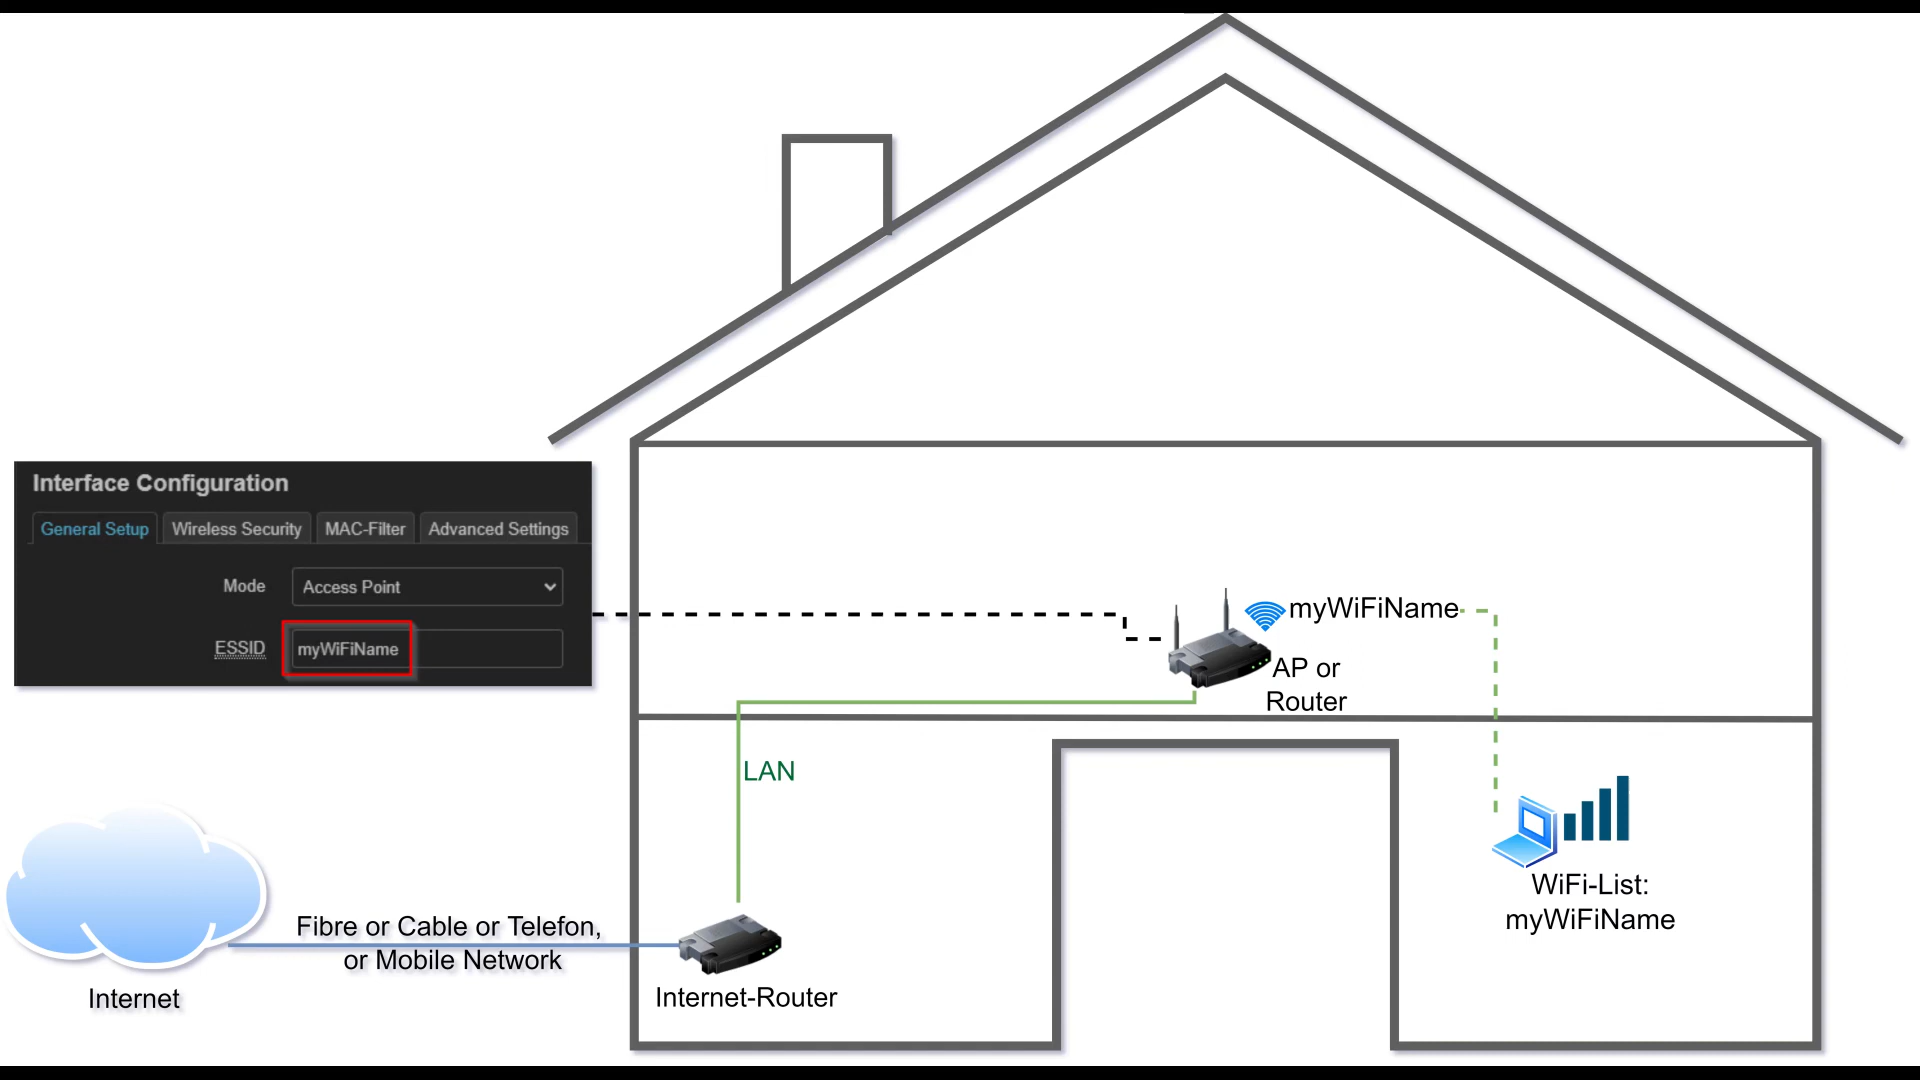 Interface Configuration
General Setup Wireless Security MAC-Filter Advanced Settings
Mode Access Point
ESSID myWiFiName
myWiFiName
AP or
Router
LAN
WiFi-List:
myWiFiName
Fibre or Cable or Telefon,
or Mobile Network
Internet
Internet-Router